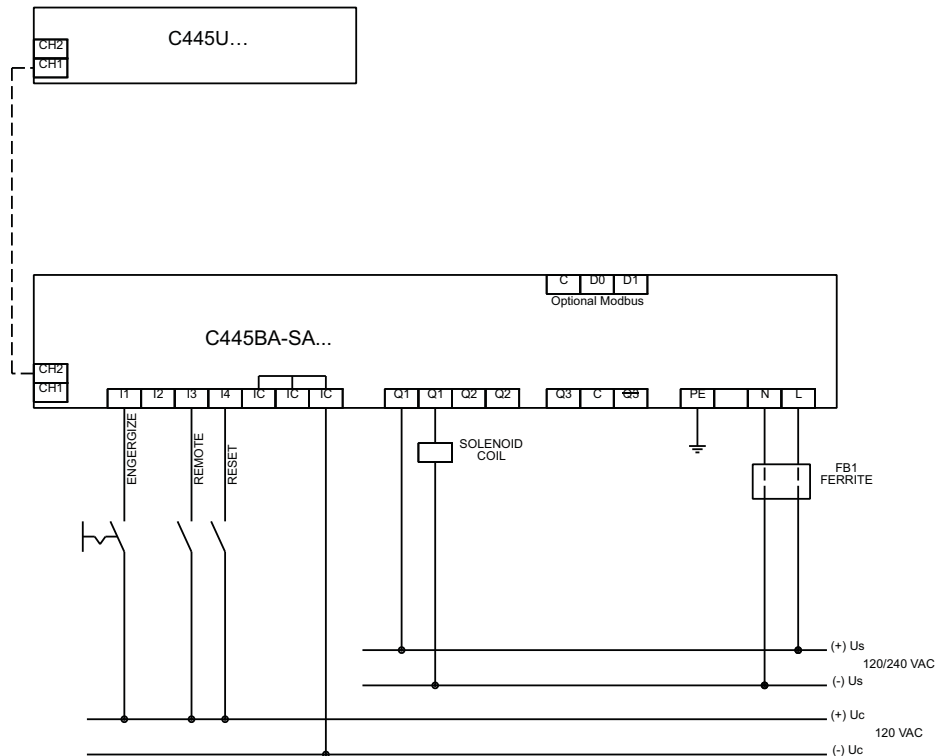 C445U...
CH2
CH1
C D0 D1
Optional Modbus
C445BA-SA...
CH2
CH1
I1 I2 I3 I4 IC IC IC Q1 Q1 Q2 Q2 Q3 C Q3 PE N L
ENGERGIZE
REMOTE
RESET
SOLENOID
COIL
FB1
FERRITE
(+) Us
120/240 VAC
(-) Us
(+) Uc
120 VAC
(-) Uc